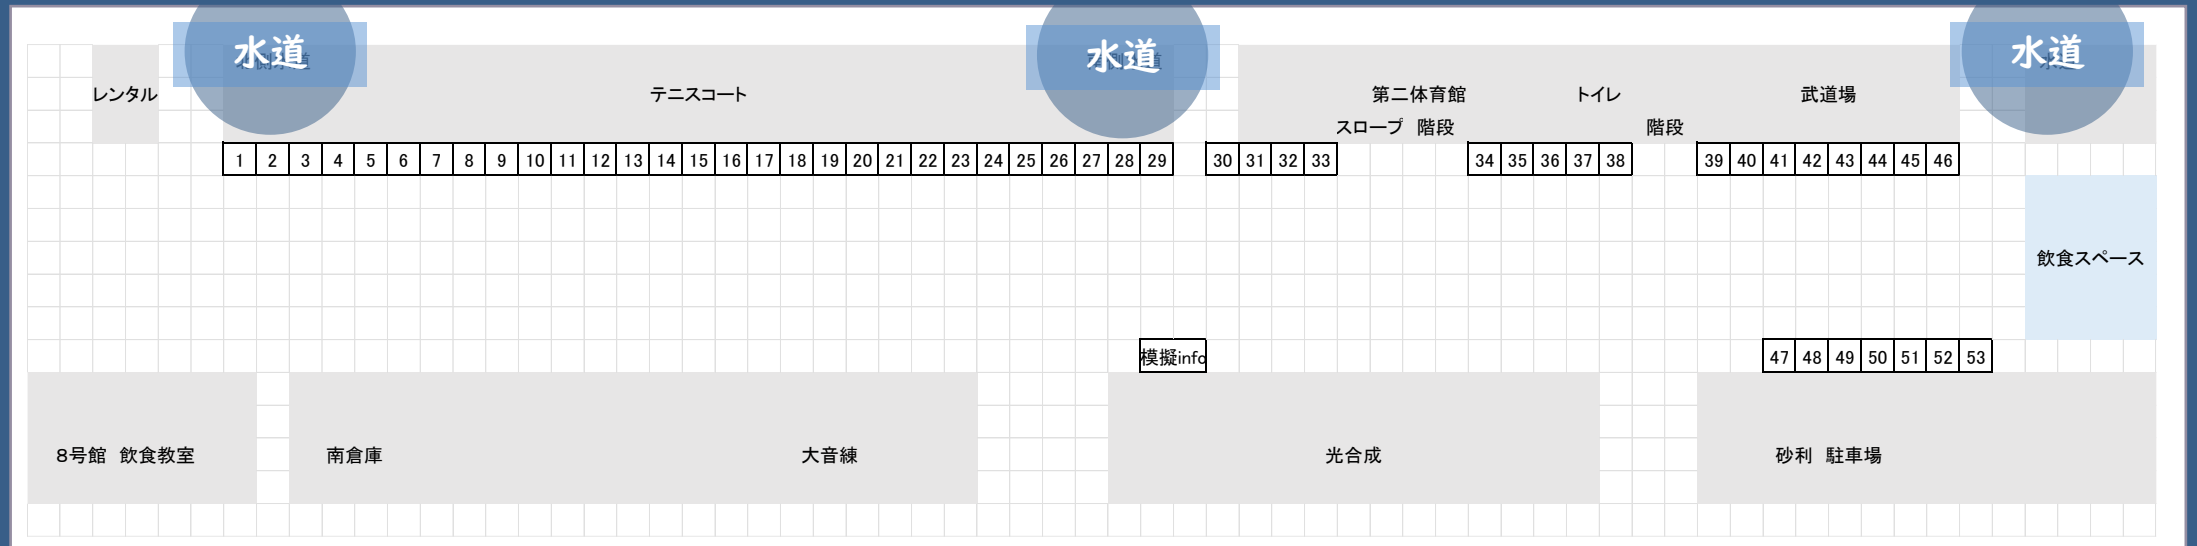 水道 水道 水道
レンタル テニスコート 第二体育館 トイレ 武道場
スロープ 階段 階段
1 2 3 4 5 6 7 8 9 10 11 12 13 14 15 16 17 18 19 20 21 22 23 24 25 26 27 28 29 30 31 32 33 34 35 36 37 38 39 40 41 42 43 44 45 46
飲食スペース
模擬info 47 48 49 50 51 52 53
8号館 飲食教室 南倉庫 大音練 光合成 砂利 駐車場